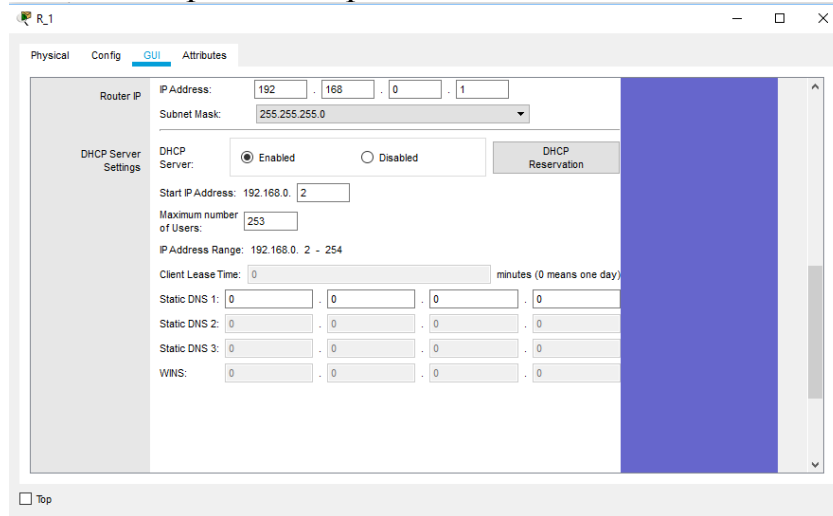 R_1
Physical Config GUI Attributes
Router IP
IP Address: 192 . 168 . 0 . 1
Subnet Mask: 255.255.255.0
DHCP Server Settings
DHCP Server: Enabled Disabled DHCP Reservation
Start IP Address: 192.168.0. 2
Maximum number of Users: 253
IP Address Range: 192.168.0. 2 - 254
Client Lease Time: 0 minutes (0 means one day)
Static DNS 1: 0 . 0 . 0 . 0
Static DNS 2: 0 . 0 . 0 . 0
Static DNS 3: 0 . 0 . 0 . 0
WINS: 0 . 0 . 0 . 0
Top